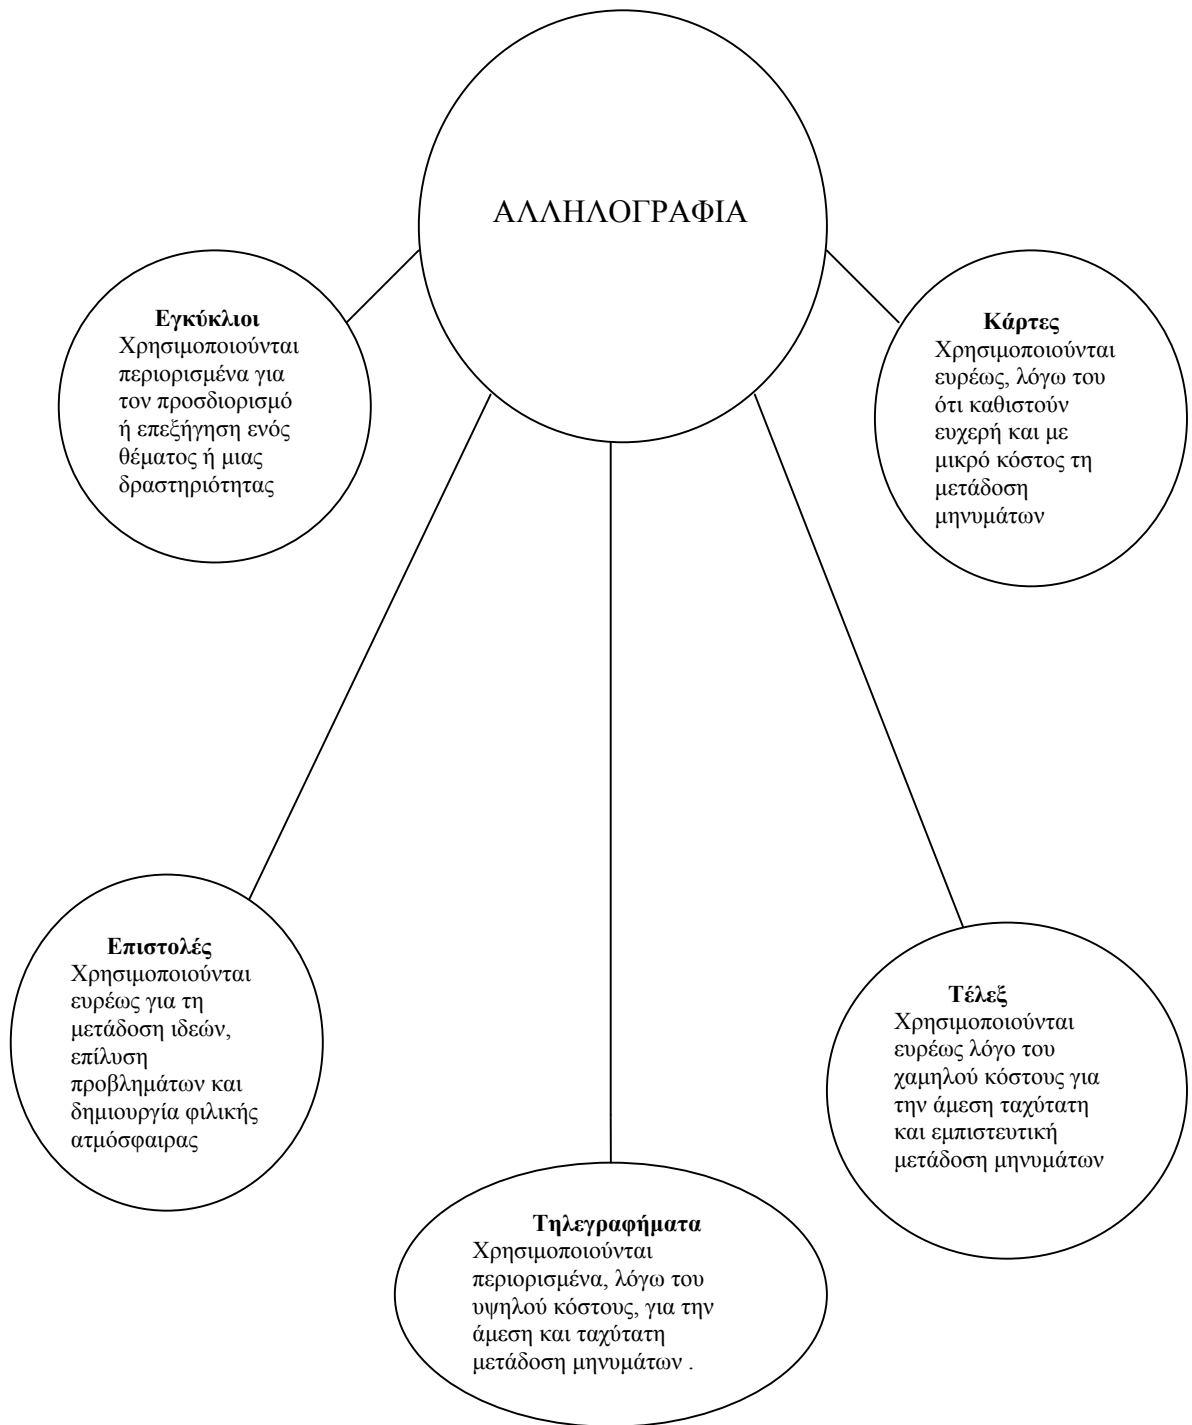 ΑΛΛΗΛΟΓΡΑΦΙΑ
Εγκύκλιοι
Χρησιμοποιούνται
περιορισμένα για
τον προσδιορισμό
ή επεξήγηση ενός
θέματος ή μιας
δραστηριότητας
Κάρτες
Χρησιμοποιούνται
ευρέως, λόγω του
ότι καθιστούν
ευχερή και με
μικρό κόστος τη
μετάδοση
μηνυμάτων
Επιστολές
Χρησιμοποιούνται
ευρέως για τη
μετάδοση ιδεών,
επίλυση
προβλημάτων και
δημιουργία φιλικής
ατμόσφαιρας
Τέλεξ
Χρησιμοποιούνται
ευρέως λόγο του
χαμηλού κόστους για
την άμεση ταχύτατη
και εμπιστευτική
μετάδοση μηνυμάτων
Τηλεγραφήματα
Χρησιμοποιούνται
περιορισμένα, λόγω του
υψηλού κόστους, για την
άμεση και ταχύτατη
μετάδοση μηνυμάτων .